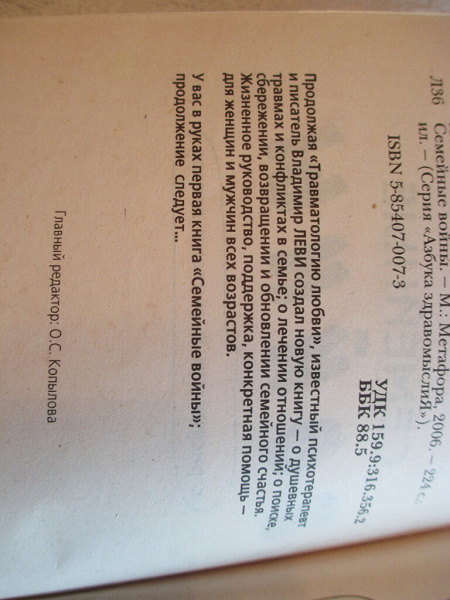 УДК 159.9:316.356.2
ББК 88.5
Л36 Семейные войны. – М.: Метафора, 2006. – 224 с.
ил. – (Серия «Азбука здравомыслиЯ»).
ISBN 5-85407-007-3
Продолжая «Травматологию любви», известный психотерапевт
и писатель Владимир ЛЕВИ создал новую книгу – о душевных
травмах и конфликтах в семье; о лечении отношений; о поиске,
сбережении, возвращении и обновлении семейного счастья.
Жизненное руководство, поддержка, конкретная помощь –
для женщин и мужчин всех возрастов.
У вас в руках первая книга «Семейные войны»;
продолжение следует...
Главный редактор: О.С. Копылова